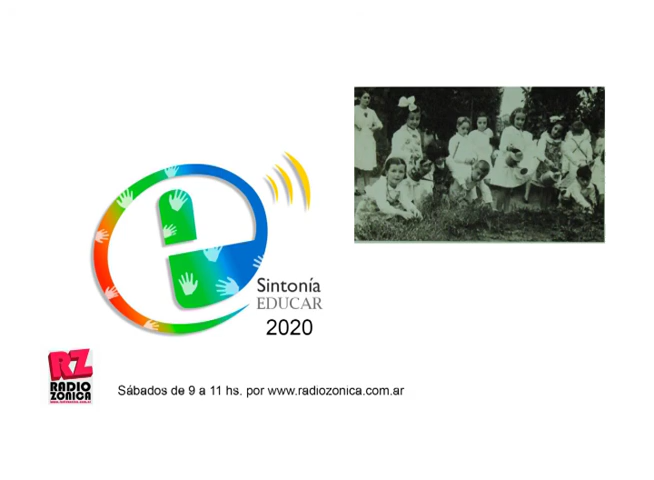 Sintonía
EDUCAR
2020
RZ
RADIO
ZONICA
Sábados de 9 a 11 hs. por www.radiozonica.com.ar